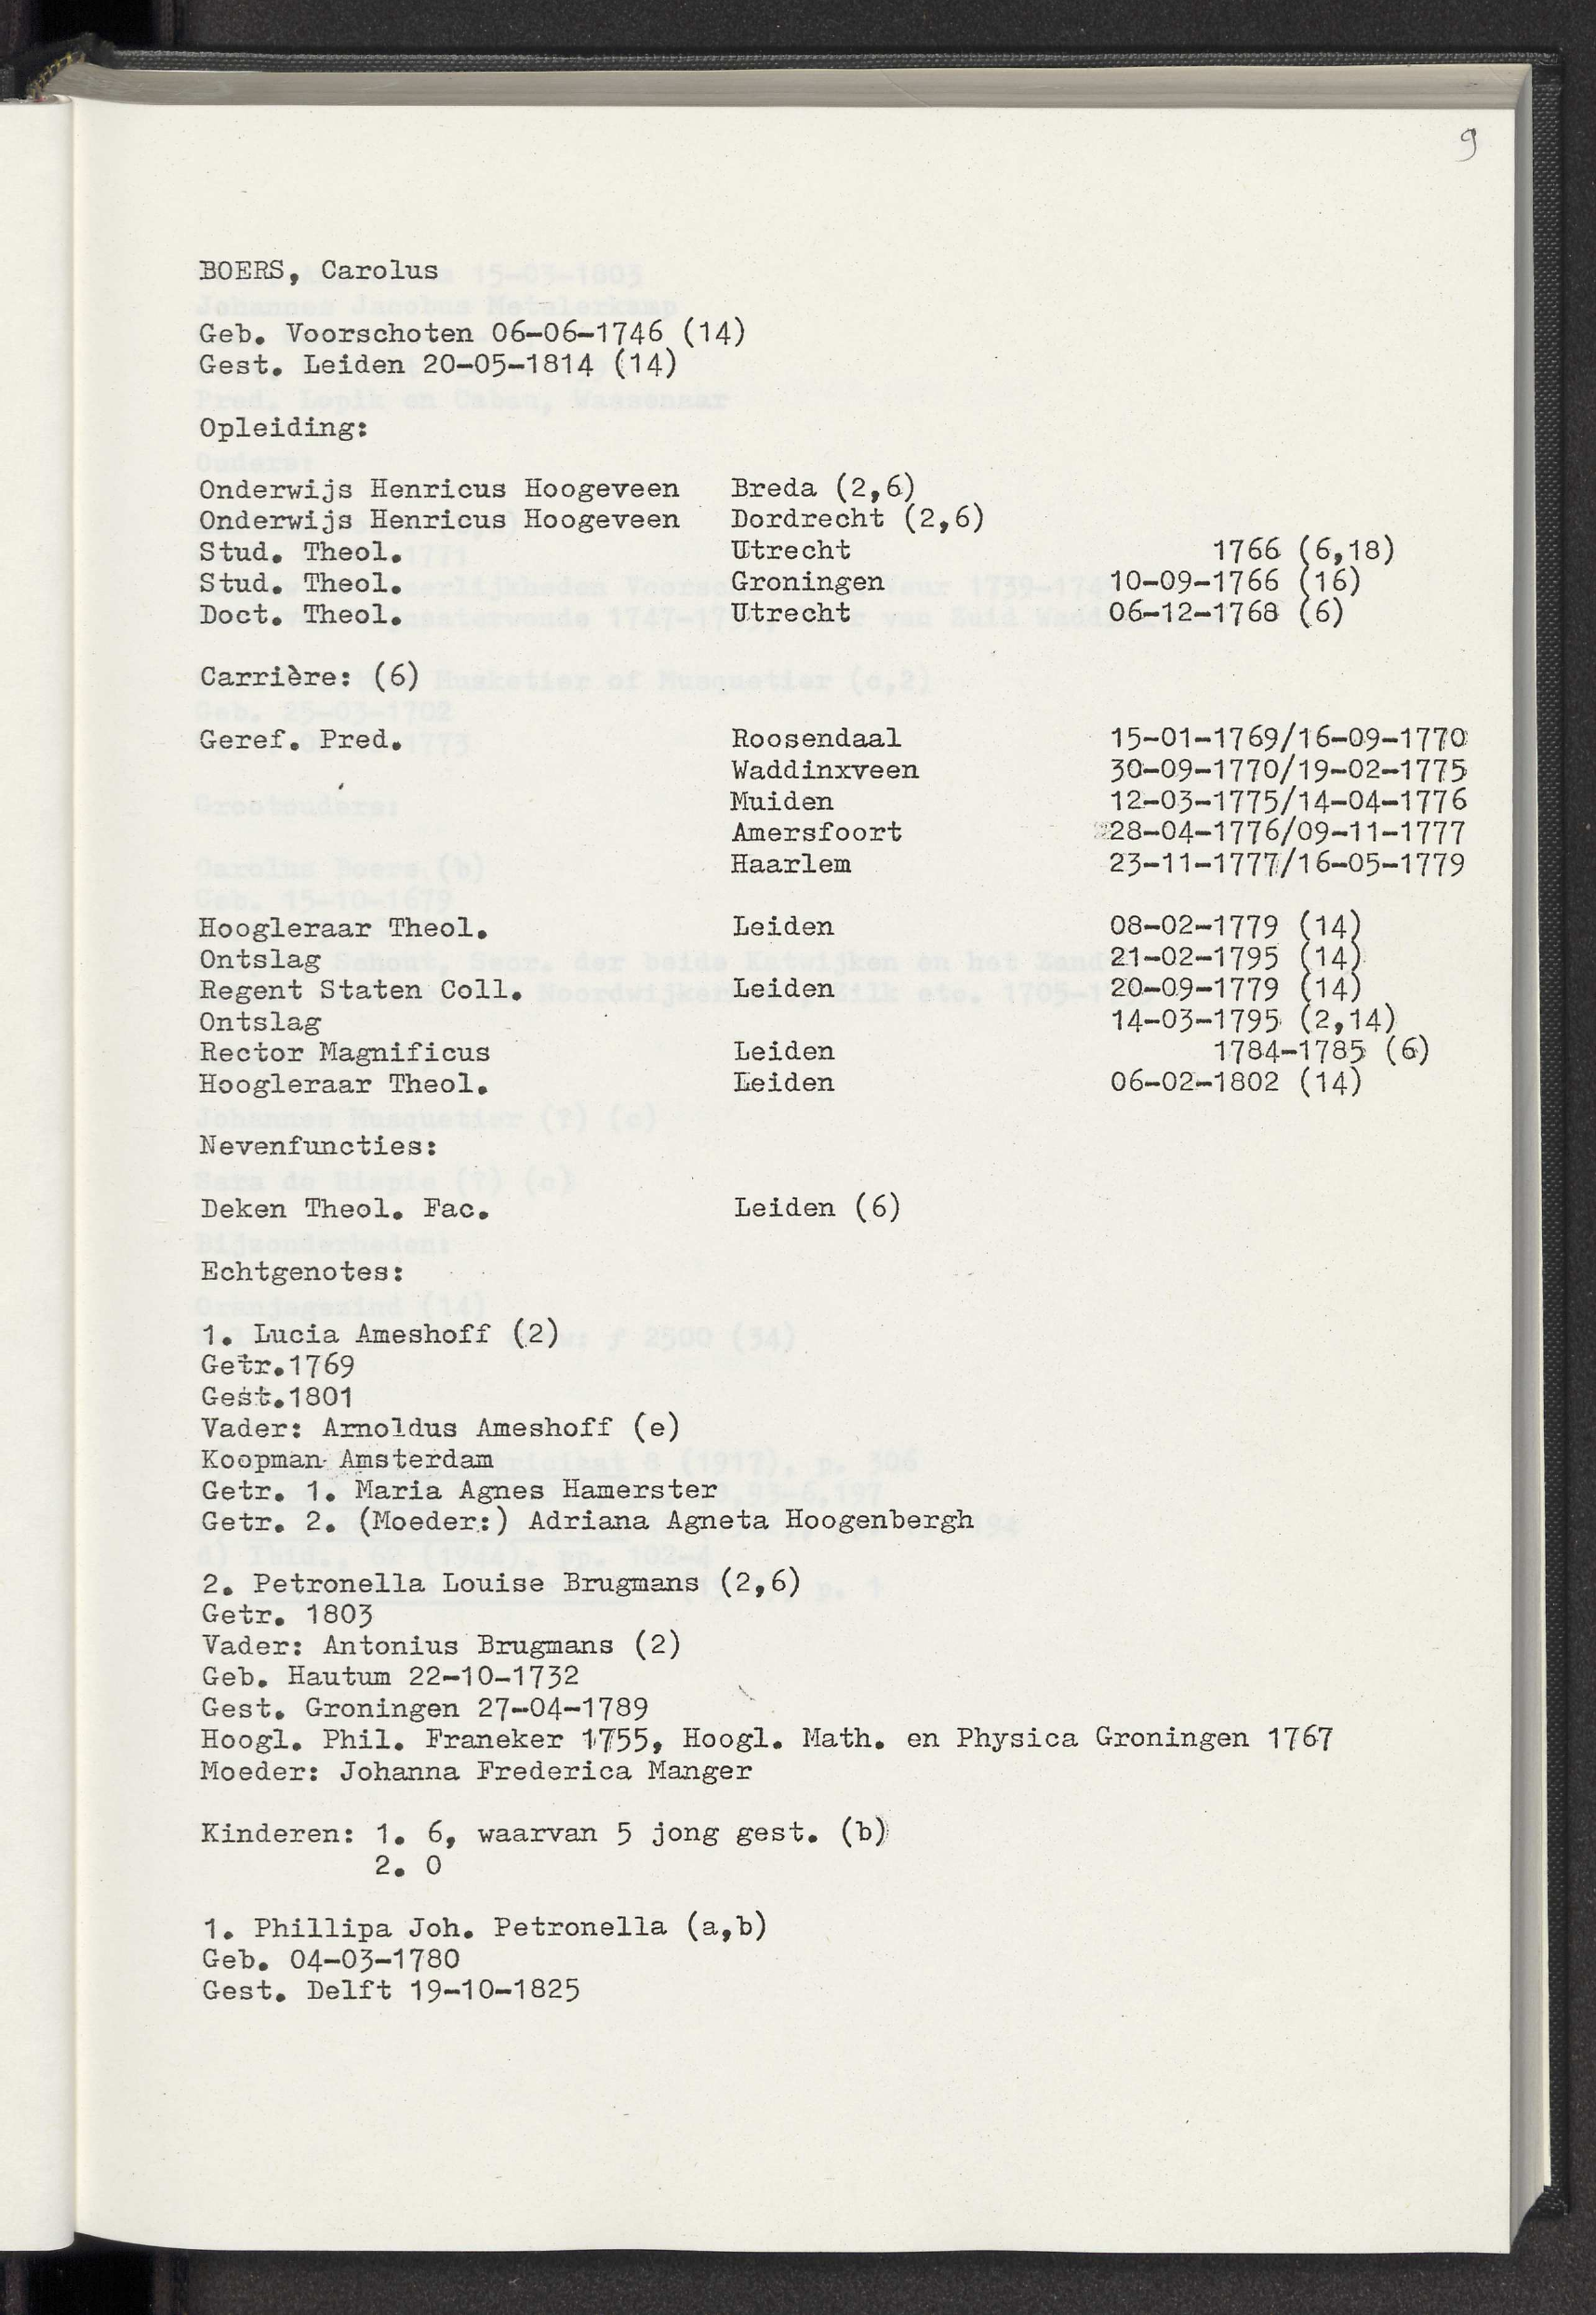 9
BOERS, Carolus
Geb. Voorschoten 06-06-1746 (14)
Gest. Leiden 20-05-1814 (14)
Opleiding:
Onderwijs Henricus Hoogeveen Breda (2,6)
Onderwijs Henricus Hoogeveen Dordrecht (2,6)
Stud. Theol. Utrecht 1766 (6,18)
Stud. Theol. Groningen 10-09-1766 (16)
Doct. Theol. Utrecht 06-12-1768 (6)
Carrière: (6)
Geref. Pred. Roosendaal 15-01-1769/16-09-1770
Waddinxveen 30-09-1770/19-02-1775
Muiden 12-03-1775/14-04-1776
Amersfoort 28-04-1776/09-11-1777
Haarlem 23-11-1777/16-05-1779
Hoogleraar Theol. Leiden 08-02-1779 (14)
Ontslag 21-02-1795 (14)
Regent Staten Coll. Leiden 20-09-1779 (14)
Ontslag 14-03-1795 (2,14)
Rector Magnificus Leiden 1784-1785 (6)
Hoogleraar Theol. Leiden 06-02-1802 (14)
Nevenfuncties:
Deken Theol. Fac. Leiden (6)
Echtgenotes:
1. Lucia Ameshoff (2)
Getr.1769
Gest.1801
Vader: Arnoldus Ameshoff (e)
Koopman Amsterdam
Getr. 1. Maria Agnes Hamerster
Getr. 2. (Moeder:) Adriana Agneta Hoogenbergh
2. Petronella Louise Brugmans (2,6)
Getr. 1803
Vader: Antonius Brugmans (2)
Geb. Hautum 22-10-1732
Gest. Groningen 27-04-1789
Hoogl. Phil. Franeker 1755, Hoogl. Math. en Physica Groningen 1767
Moeder: Johanna Frederica Manger
Kinderen: 1. 6, waarvan 5 jong gest. (b)
2. 0
1. Phillipa Joh. Petronella (a,b)
Geb. 04-03-1780
Gest. Delft 19-10-1825